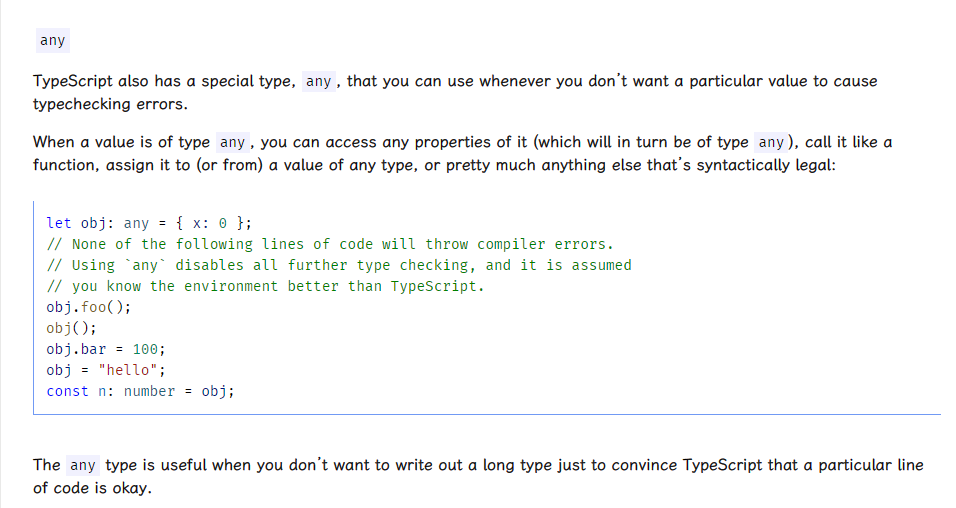 any
TypeScript also has a special type, any, that you can use whenever you don't want a particular value to cause
typechecking errors.
When a value is of type any, you can access any properties of it (which will in turn be of type any), call it like a
function, assign it to (or from) a value of any type, or pretty much anything else that's syntactically legal:
let obj: any = { x: 0 };
// None of the following lines of code will throw compiler errors.
// Using `any` disables all further type checking, and it is assumed
// you know the environment better than TypeScript.
obj.foo();
obj();
obj.bar = 100;
obj = "hello";
const n: number = obj;
The any type is useful when you don't want to write out a long type just to convince TypeScript that a particular line
of code is okay.